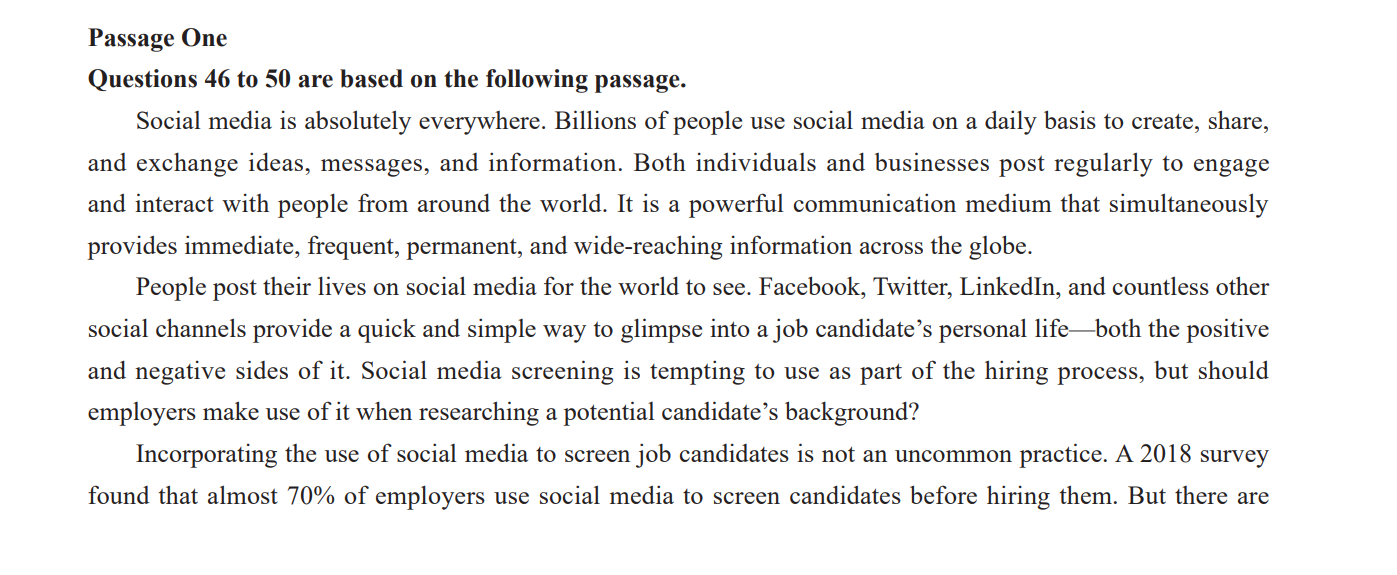 Passage One
Questions 46 to 50 are based on the following passage.
Social media is absolutely everywhere. Billions of people use social media on a daily basis to create, share,
and exchange ideas, messages, and information. Both individuals and businesses post regularly to engage
and interact with people from around the world. It is a powerful communication medium that simultaneously
provides immediate, frequent, permanent, and wide-reaching information across the globe.
People post their lives on social media for the world to see. Facebook, Twitter, LinkedIn, and countless other
social channels provide a quick and simple way to glimpse into a job candidate’s personal life—both the positive
and negative sides of it. Social media screening is tempting to use as part of the hiring process, but should
employers make use of it when researching a potential candidate’s background?
Incorporating the use of social media to screen job candidates is not an uncommon practice. A 2018 survey
found that almost 70% of employers use social media to screen candidates before hiring them. But there are